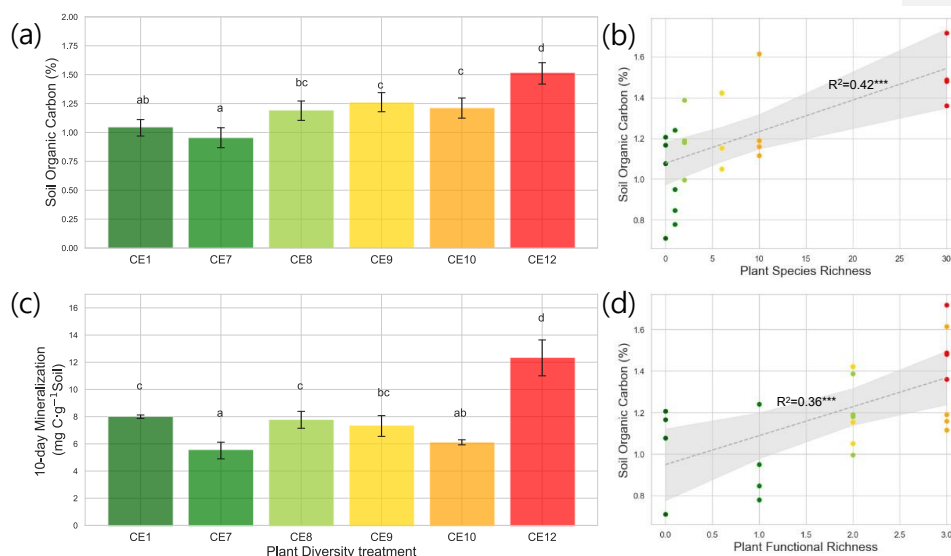 (a)
Soil Organic Carbon (%)
2.00
1.75
1.50
1.25
1.00
0.75
0.50
0.25
0.00
ab
a
bc
c
c
d
CE1 CE7 CE8 CE9 CE10 CE12
(b)
Soil Organic Carbon (%)
1.6
1.4
1.2
1.0
0.8
R²=0.42***
0 5 10 15 20 25 30
Plant Species Richness
(c)
10-day Mineralization
(mg C·g⁻¹Soil)
16
14
12
10
8
6
4
2
0
c
a
c
bc
ab
d
CE1 CE7 CE8 CE9 CE10 CE12
Plant Diversity treatment
(d)
Soil Organic Carbon (%)
1.6
1.4
1.2
1.0
0.8
R²=0.36***
0.0 0.5 1.0 1.5 2.0 2.5 3.0
Plant Functional Richness